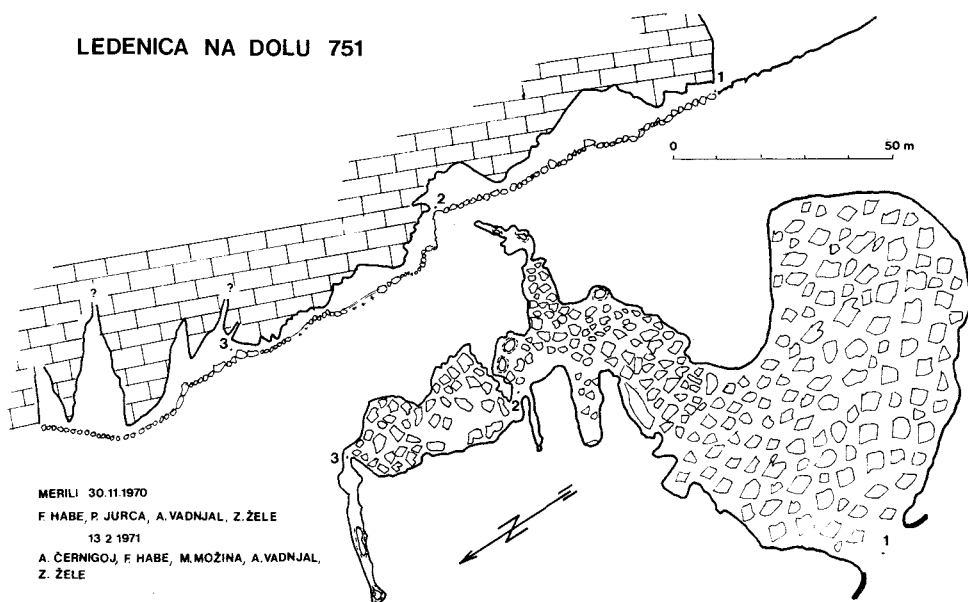 LEDENICA NA DOLU 751
1
0 50 m
2
?
?
3
2
3
1
N
MERILI 30.11.1970
F. HABE, P. JURCA, A. VADNJAL, Z. ŽELE
13 2 1971
A. ČERNIGOJ, F. HABE, M. MOŽINA, A. VADNJAL,
Z. ŽELE